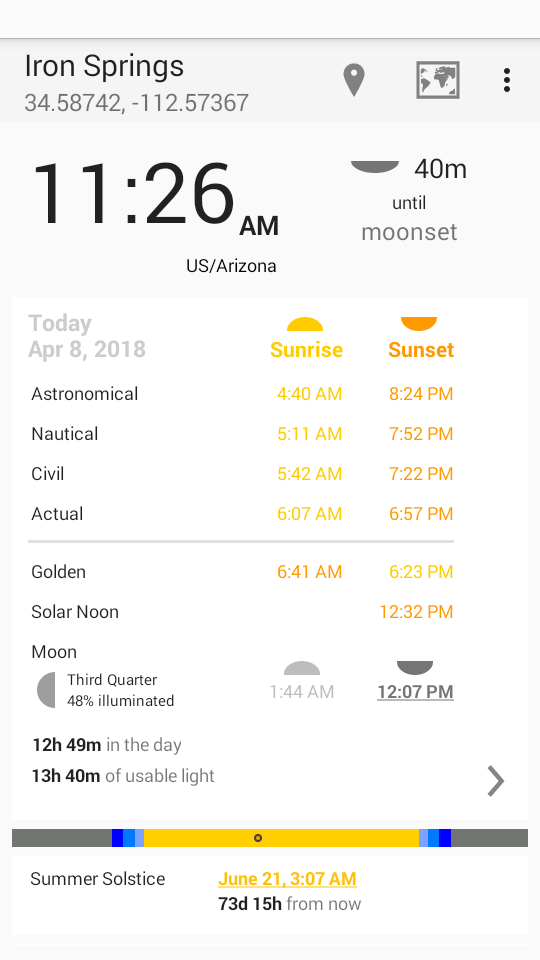 Iron Springs
34.58742, -112.57367
11:26 AM
US/Arizona
40m
until
moonset
Today
Apr 8, 2018
Sunrise Sunset
Astronomical 4:40 AM 8:24 PM
Nautical 5:11 AM 7:52 PM
Civil 5:42 AM 7:22 PM
Actual 6:07 AM 6:57 PM
Golden 6:41 AM 6:23 PM
Solar Noon 12:32 PM
Moon
Third Quarter
48% illuminated
1:44 AM 12:07 PM
12h 49m in the day
13h 40m of usable light
Summer Solstice June 21, 3:07 AM
73d 15h from now